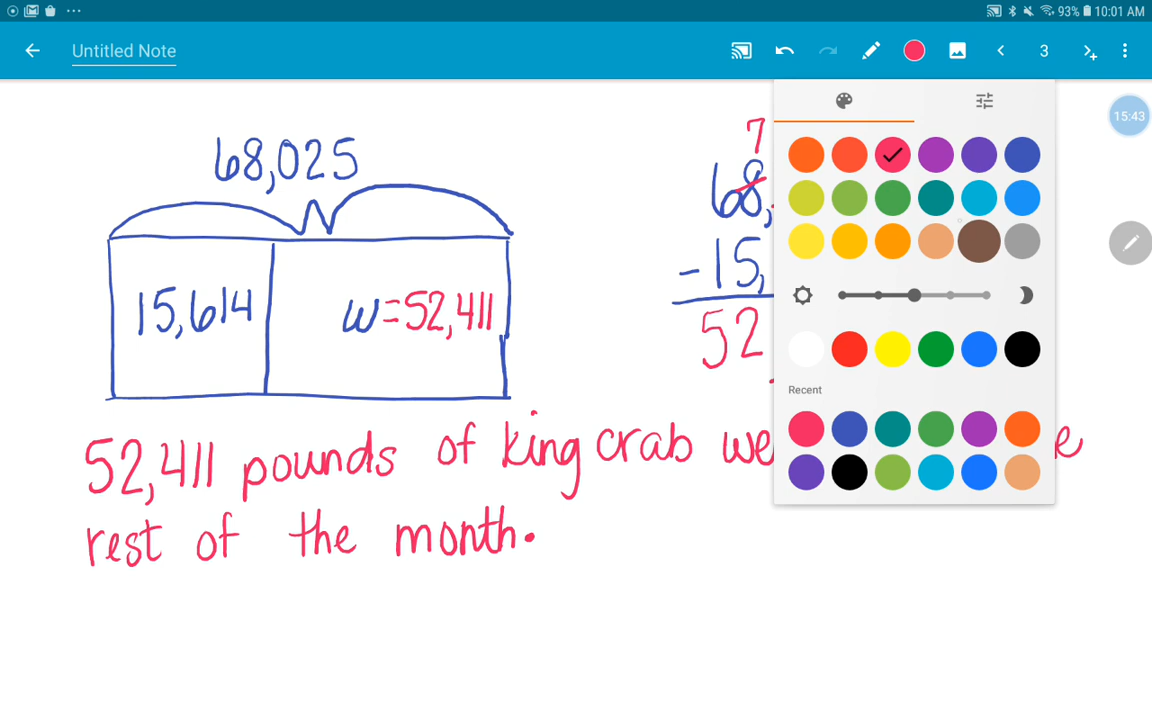 93% 10:01 AM
Untitled Note
3
15:43
68,025
15,614
w=52,411
7
68,
-15,
52
Recent
52,411 pounds of king crab we
rest of the month.